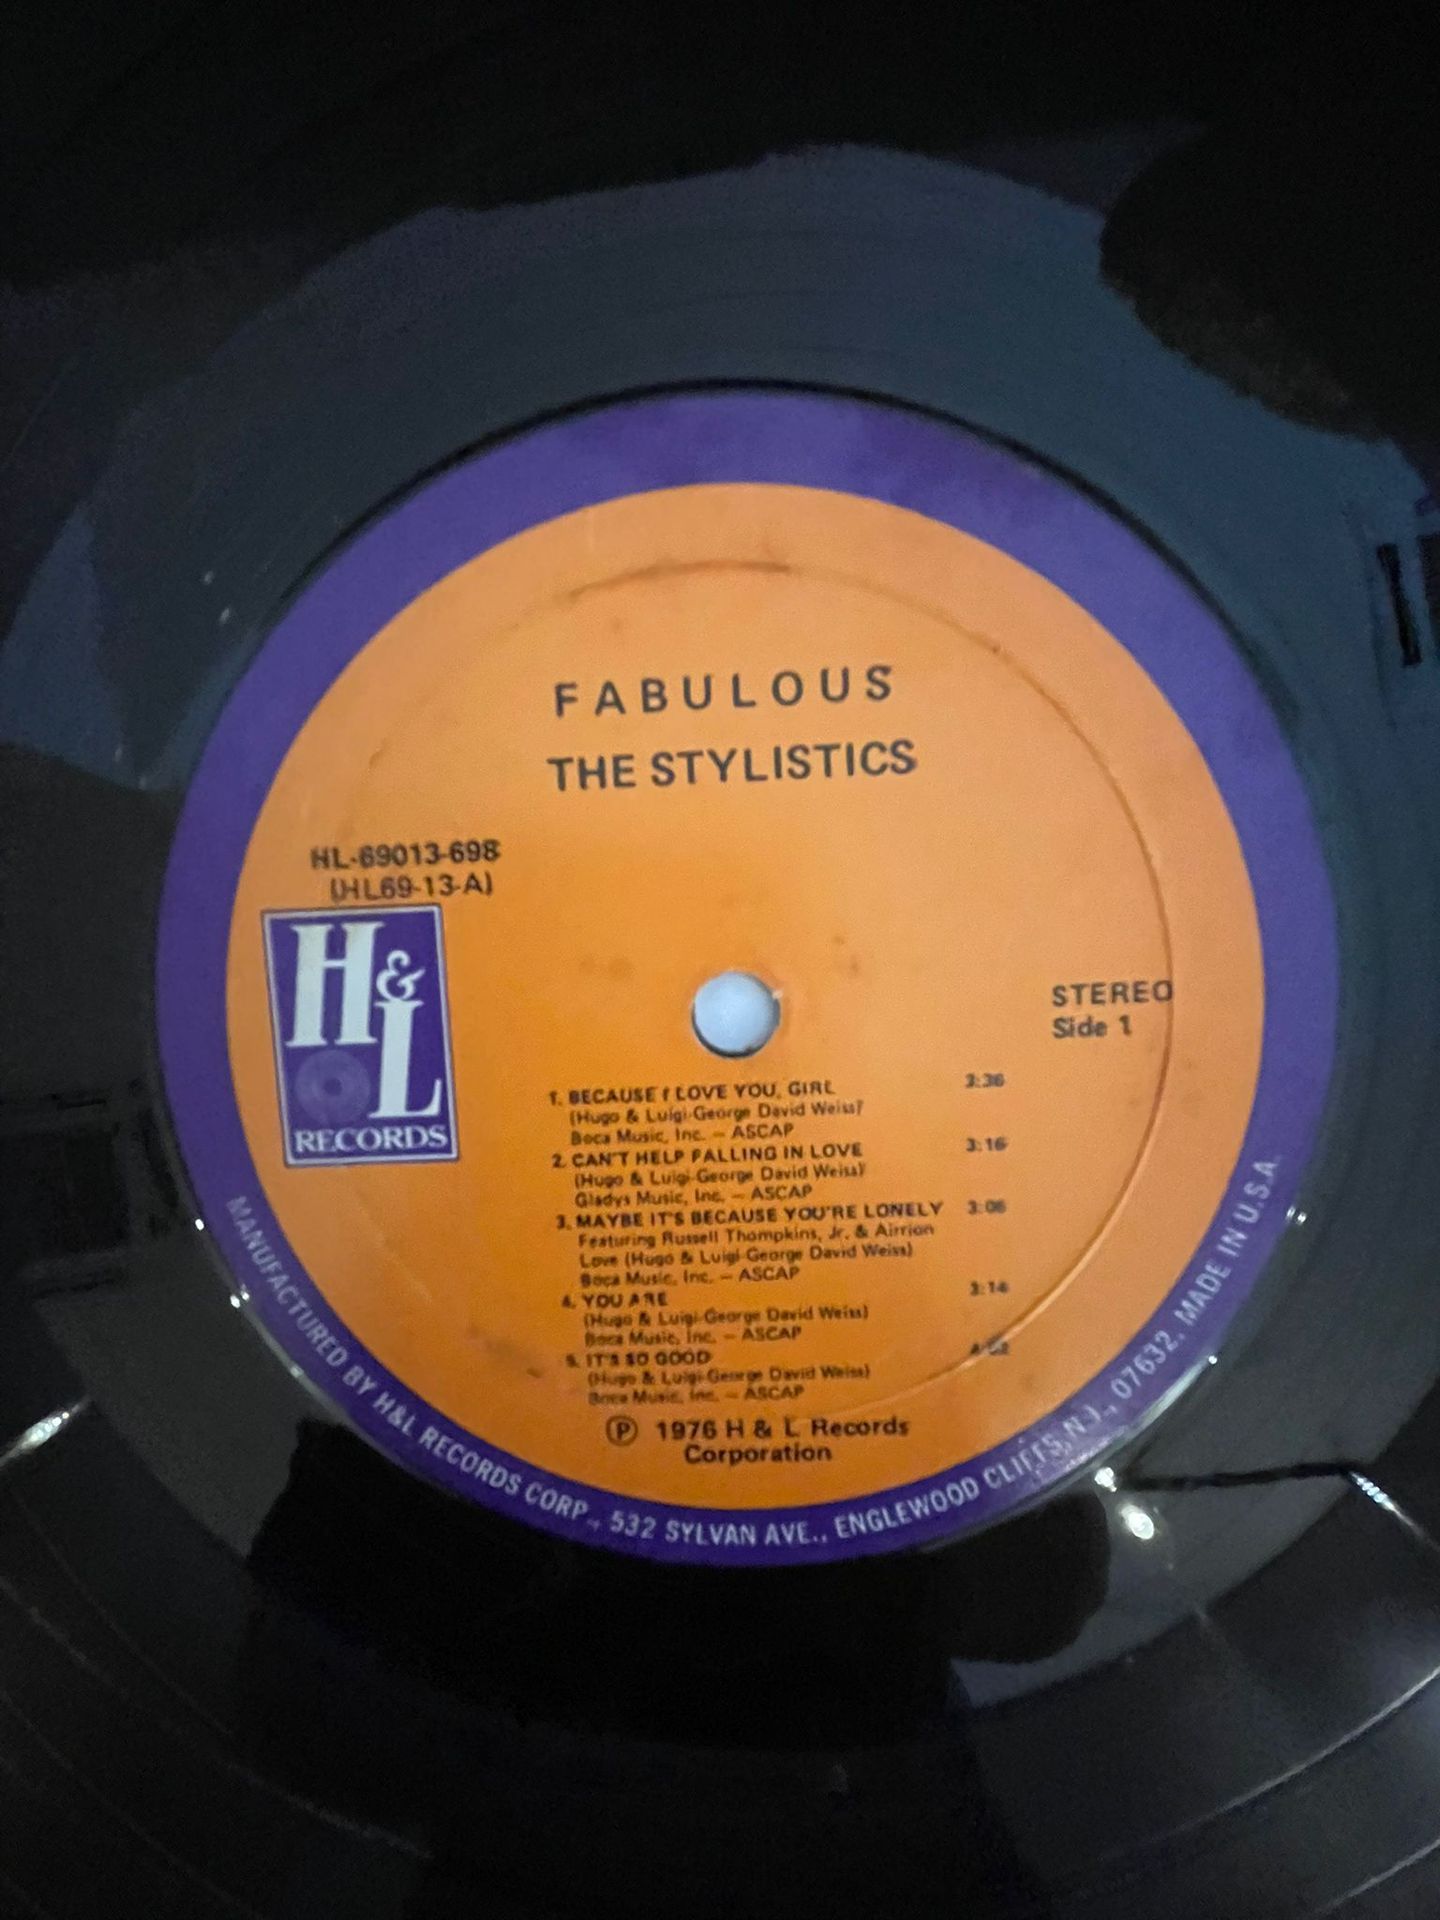 FABULOUS
THE STYLISTICS
HL-69013-698
(HL69-13-A)
H&L
RECORDS
STEREO
Side 1
1. BECAUSE I LOVE YOU, GIRL 3:36
(Hugo & Luigi-George David Weiss)
Boca Music, Inc. – ASCAP
2. CAN'T HELP FALLING IN LOVE 3:16
(Hugo & Luigi-George David Weiss)
Gladys Music, Inc. – ASCAP
3. MAYBE IT'S BECAUSE YOU'RE LONELY 3:06
Featuring Russell Thompkins, Jr. & Airrion
Love (Hugo & Luigi-George David Weiss)
Boca Music, Inc. – ASCAP
4. YOU ARE 3:14
(Hugo & Luigi-George David Weiss)
Boca Music, Inc. – ASCAP
5. IT'S SO GOOD
(Hugo & Luigi-George David Weiss)
Boca Music, Inc. – ASCAP
Ⓟ 1976 H & L Records
Corporation
MANUFACTURED BY H&L RECORDS CORP., 532 SYLVAN AVE., ENGLEWOOD CLIFFS, N.J., 07632. MADE IN U.S.A.